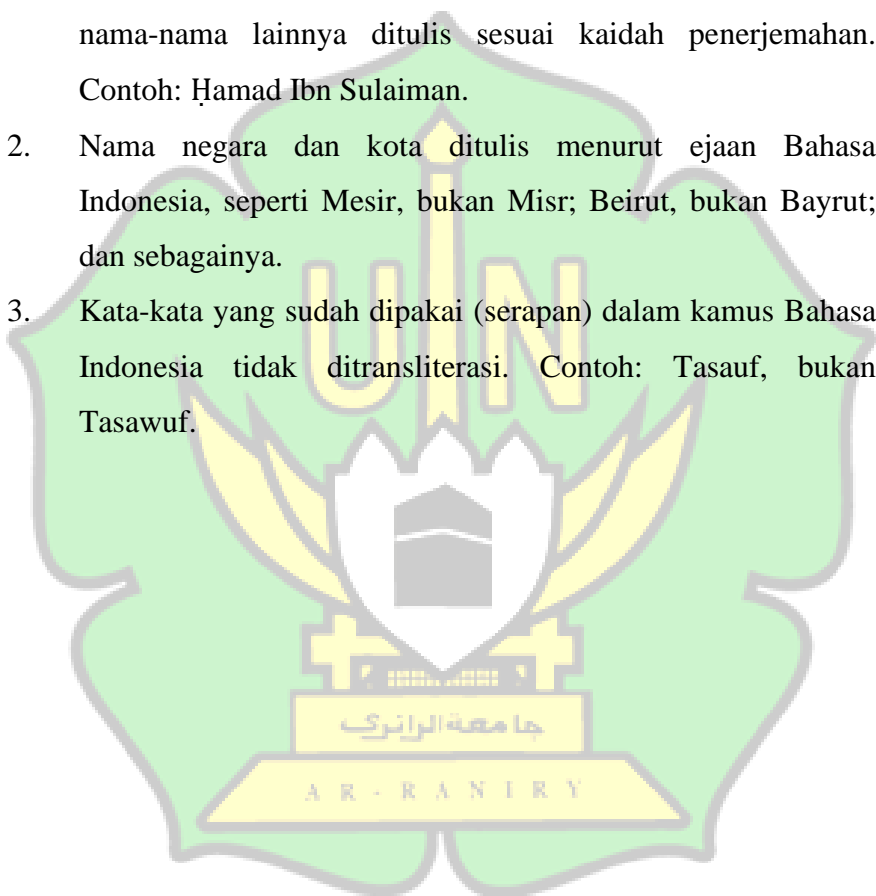 nama-nama lainnya ditulis sesuai kaidah penerjemahan.
Contoh: Ḥamad Ibn Sulaiman.
2. Nama negara dan kota ditulis menurut ejaan Bahasa
Indonesia, seperti Mesir, bukan Misr; Beirut, bukan Bayrut;
dan sebagainya.
3. Kata-kata yang sudah dipakai (serapan) dalam kamus Bahasa
Indonesia tidak ditransliterasi. Contoh: Tasauf, bukan
Tasawuf.
UIN
جامعة الرانري
AR-RANIRY